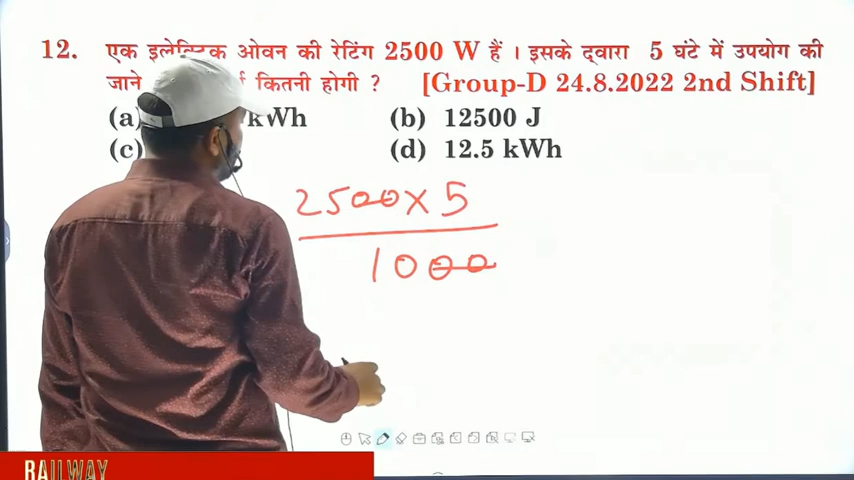 12. एक इलेक्ट्रिक ओवन की रेटिंग 2500 W हैं । इसके द्वारा 5 घंटे में उपयोग की
जाने कितनी होगी ? [Group-D 24.8.2022 2nd Shift]
(a) kWh (b) 12500 J
(c) (d) 12.5 kWh
2500 × 5
1000
RAILWAY